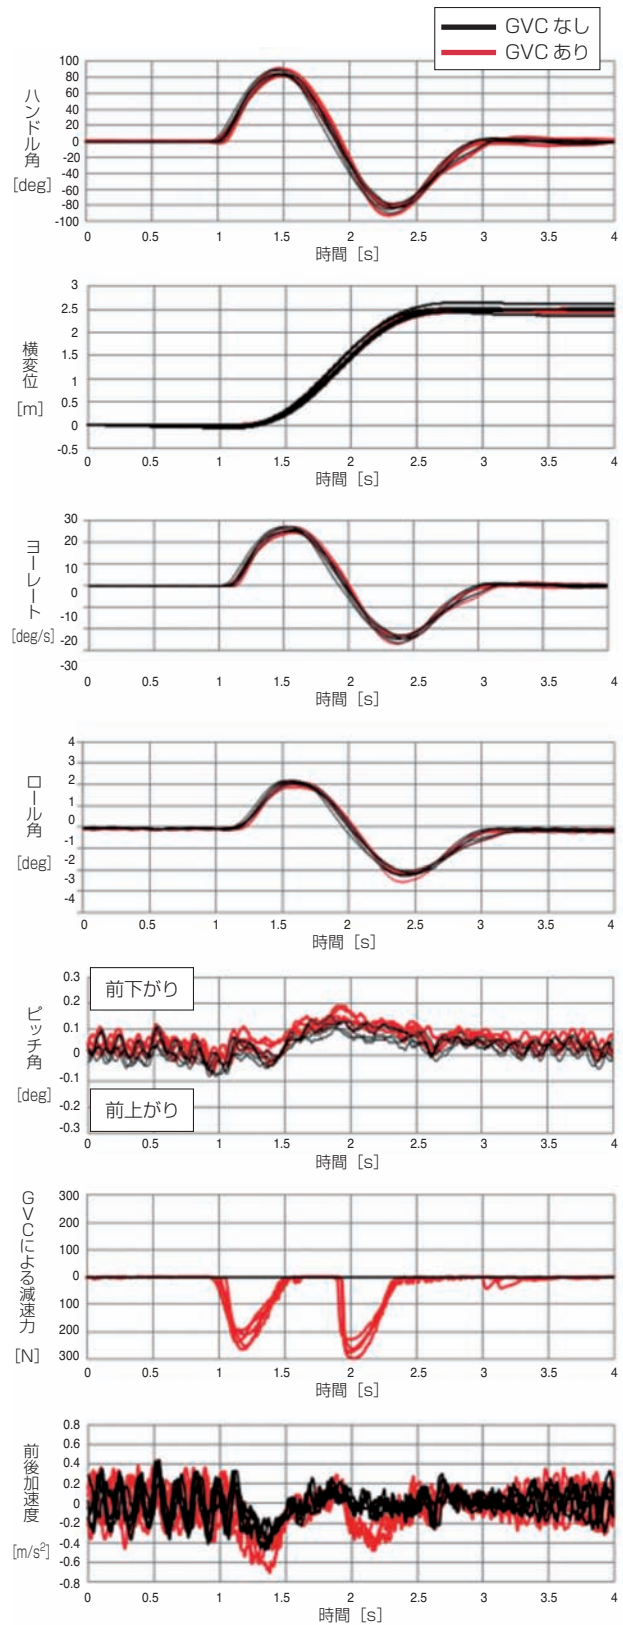 GVC なし
GVC あり
ハンドル角
[deg]
100
80
60
40
20
0
-20
-40
-60
-80
-100
0 0.5 1 1.5 2 2.5 3 3.5 4
時間 [s]
横変位
[m]
3
2.5
2
1.5
1
0.5
0
-0.5
0 0.5 1 1.5 2 2.5 3 3.5 4
時間 [s]
ヨーレート
[deg/s]
30
20
10
0
-10
-20
-30
0 0.5 1 1.5 2 2.5 3 3.5 4
時間 [s]
ロール角
[deg]
4
3
2
1
0
-1
-2
-3
-4
0 0.5 1 1.5 2 2.5 3 3.5 4
時間 [s]
ピッチ角
[deg]
0.3
0.2
0.1
0
-0.1
-0.2
-0.3
前下がり
前上がり
0 0.5 1 1.5 2 2.5 3 3.5 4
時間 [s]
GVCによる減速力
[N]
300
200
100
0
100
200
300
0 0.5 1 1.5 2 2.5 3 3.5 4
時間 [s]
前後加速度
[m/s²]
0.8
0.6
0.4
0.2
0
-0.2
-0.4
-0.6
-0.8
0 0.5 1 1.5 2 2.5 3 3.5 4
時間 [s]